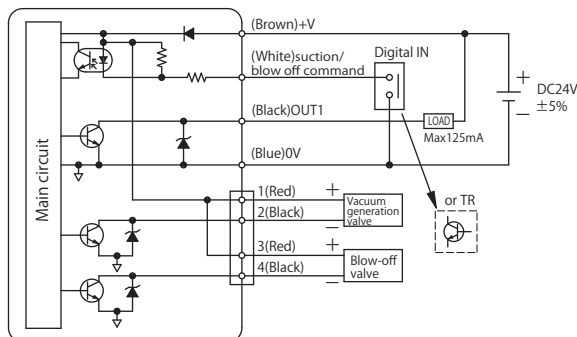 (Brown)+V
(White)suction/
blow off command
Digital IN
+
DC24V
±5%
−
(Black)OUT1
LOAD
Max125mA
(Blue)0V
Main circuit
or TR
1(Red)
+
Vacuum
generation
valve
2(Black)
−
3(Red)
+
Blow-off
valve
4(Black)
−